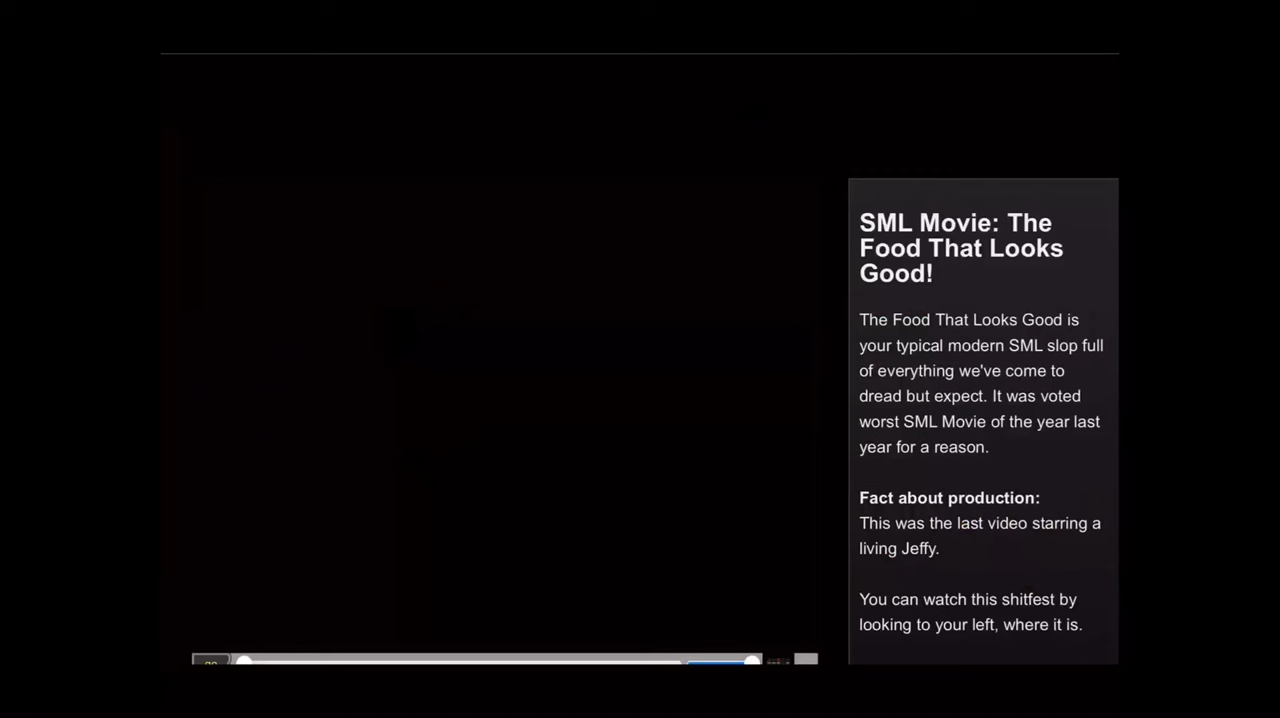 SML Movie: The
Food That Looks
Good!
The Food That Looks Good is
your typical modern SML slop full
of everything we've come to
dread but expect. It was voted
worst SML Movie of the year last
year for a reason.
Fact about production:
This was the last video starring a
living Jeffy.
You can watch this shitfest by
looking to your left, where it is.